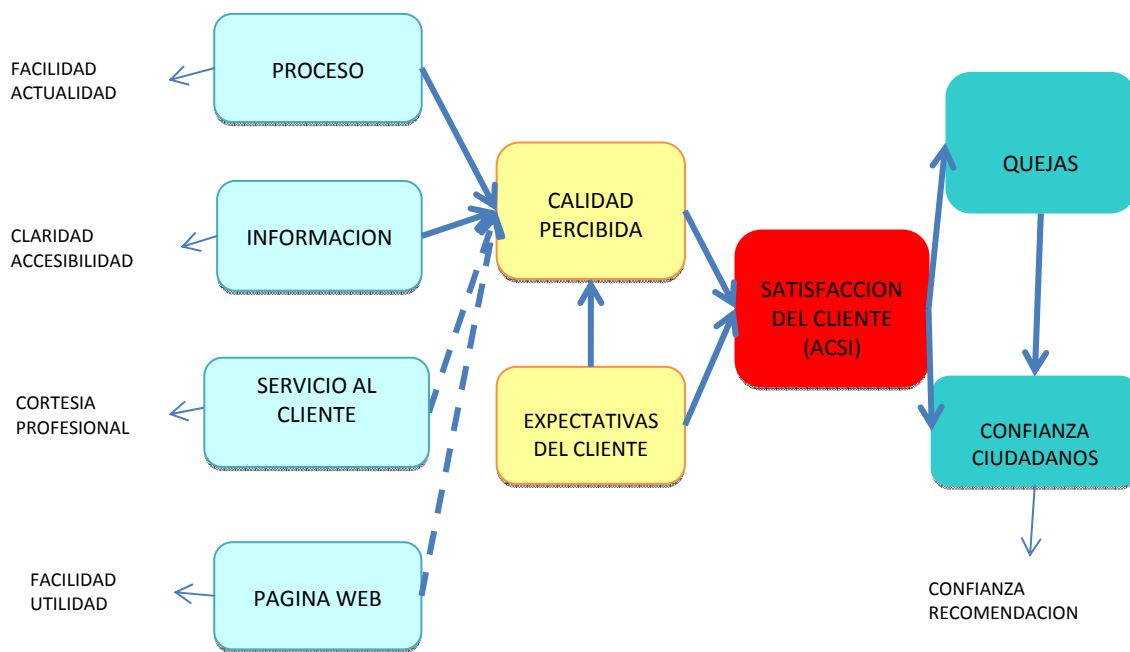 FACILIDAD
ACTUALIDAD
PROCESO
CLARIDAD
ACCESIBILIDAD
INFORMACION
CORTESIA
PROFESIONAL
SERVICIO AL
CLIENTE
FACILIDAD
UTILIDAD
PAGINA WEB
CALIDAD
PERCIBIDA
EXPECTATIVAS
DEL CLIENTE
SATISFACCION
DEL CLIENTE
(ACSI)
QUEJAS
CONFIANZA
CIUDADANOS
CONFIANZA
RECOMENDACION